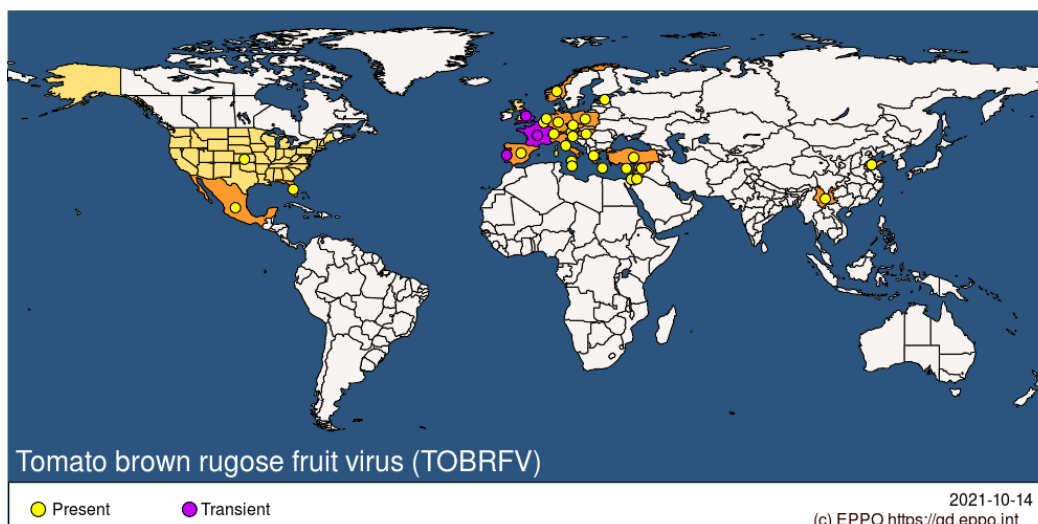 Tomato brown rugose fruit virus (TOBRFV)
Present
Transient
2021-10-14
(c) EPPO https://gd.eppo.int